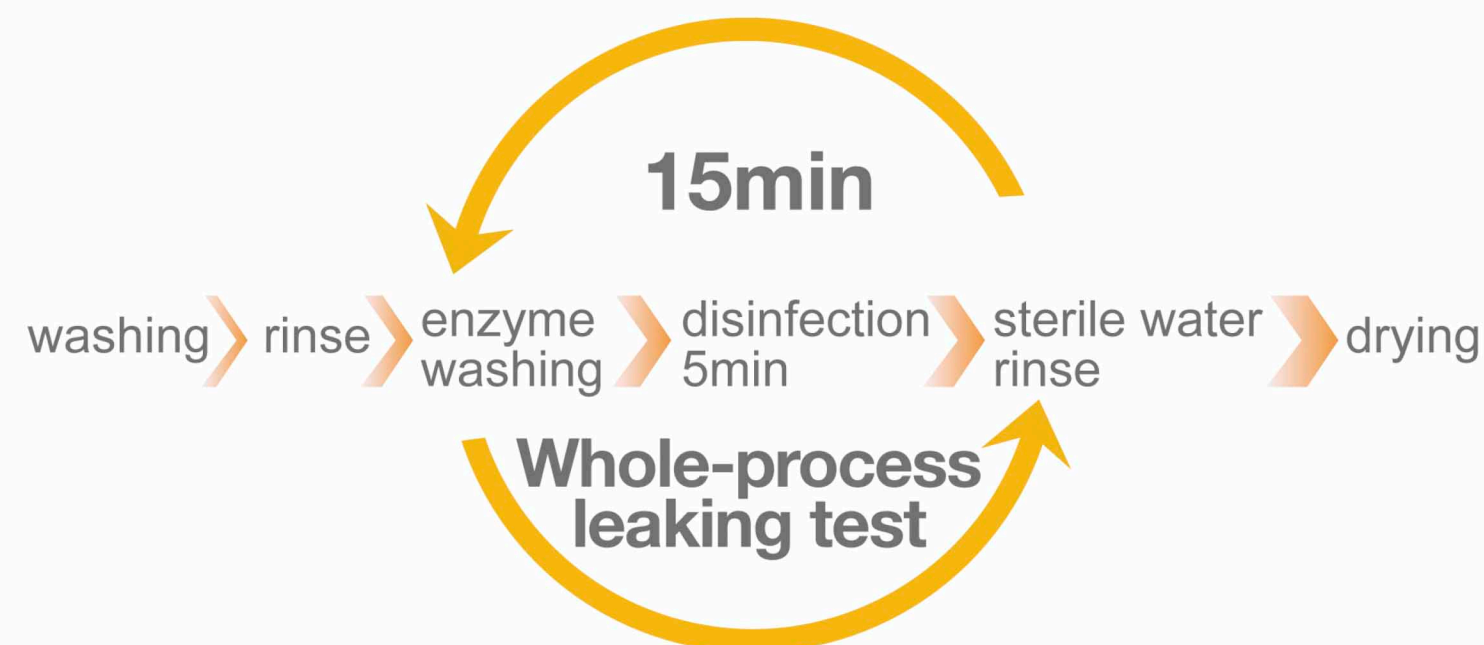 15min
washing
rinse
enzyme
washing
disinfection
5min
sterile water
rinse
drying
Whole-process
leaking test